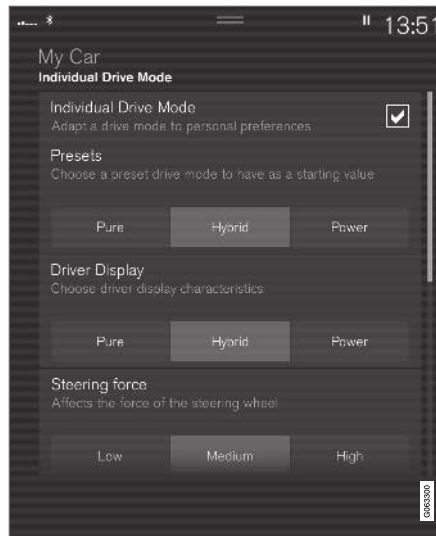 13:51
My Car
Individual Drive Mode
Individual Drive Mode
Adapt a drive mode to personal preferences
Presets
Choose a preset drive mode to have as a starting value
Pure Hybrid Power
Driver Display
Choose driver display characteristics
Pure Hybrid Power
Steering force
Affects the force of the steering wheel
Low Medium High
G063300